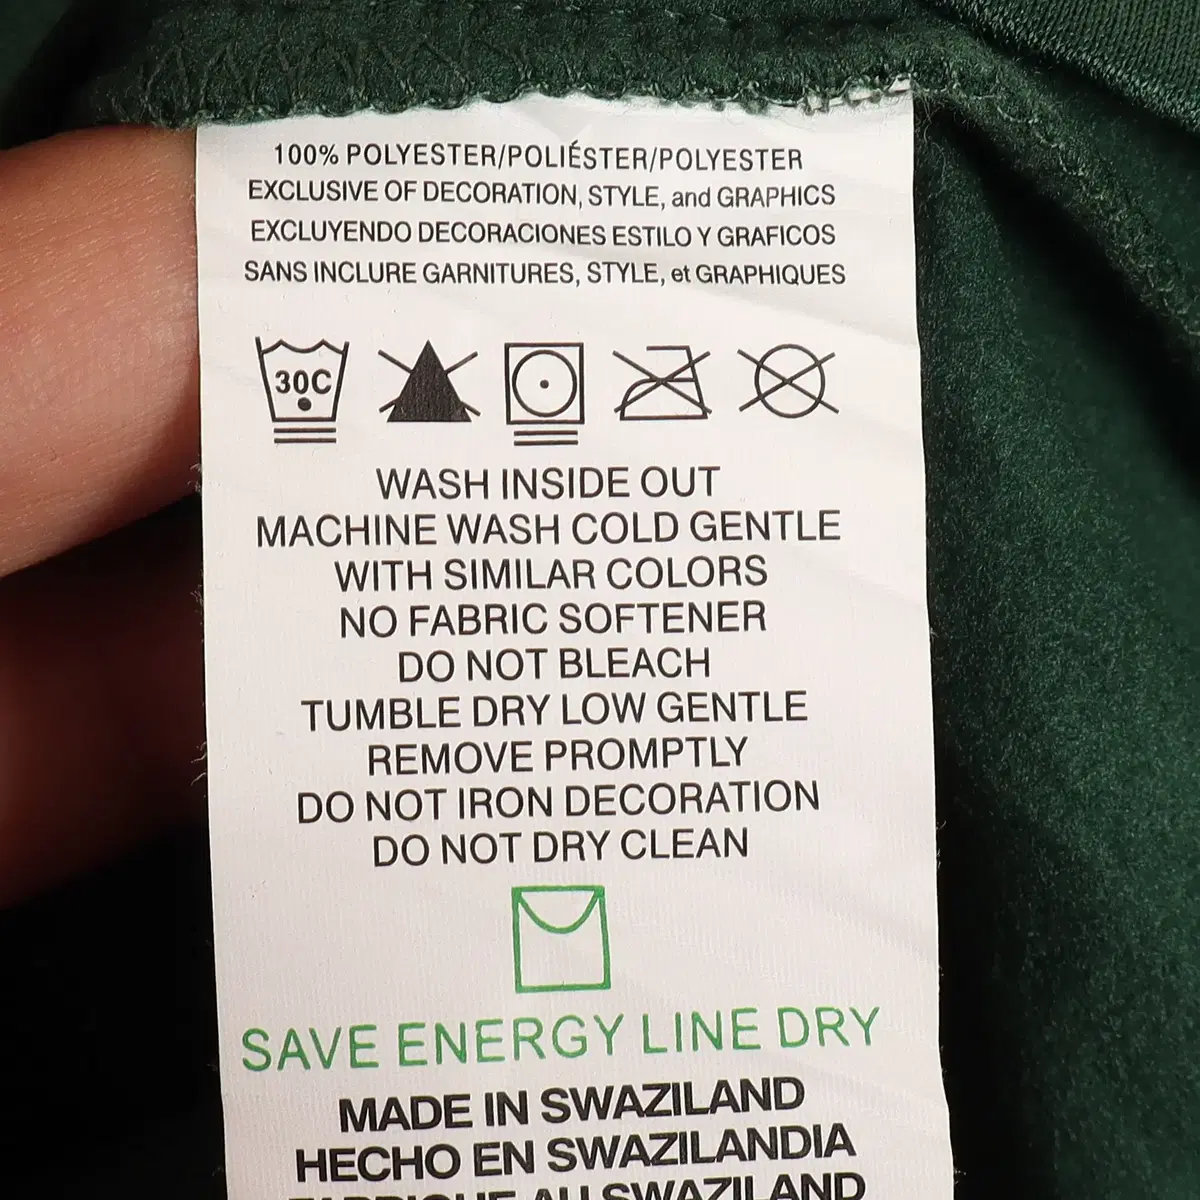 100% POLYESTER/POLIÉSTER/POLYESTER
EXCLUSIVE OF DECORATION, STYLE, and GRAPHICS
EXCLUYENDO DECORACIONES ESTILO Y GRAFICOS
SANS INCLURE GARNITURES, STYLE, et GRAPHIQUES
30C
WASH INSIDE OUT
MACHINE WASH COLD GENTLE
WITH SIMILAR COLORS
NO FABRIC SOFTENER
DO NOT BLEACH
TUMBLE DRY LOW GENTLE
REMOVE PROMPTLY
DO NOT IRON DECORATION
DO NOT DRY CLEAN
SAVE ENERGY LINE DRY
MADE IN SWAZILAND
HECHO EN SWAZILANDIA
FABRIQUE AU SWAZILAND